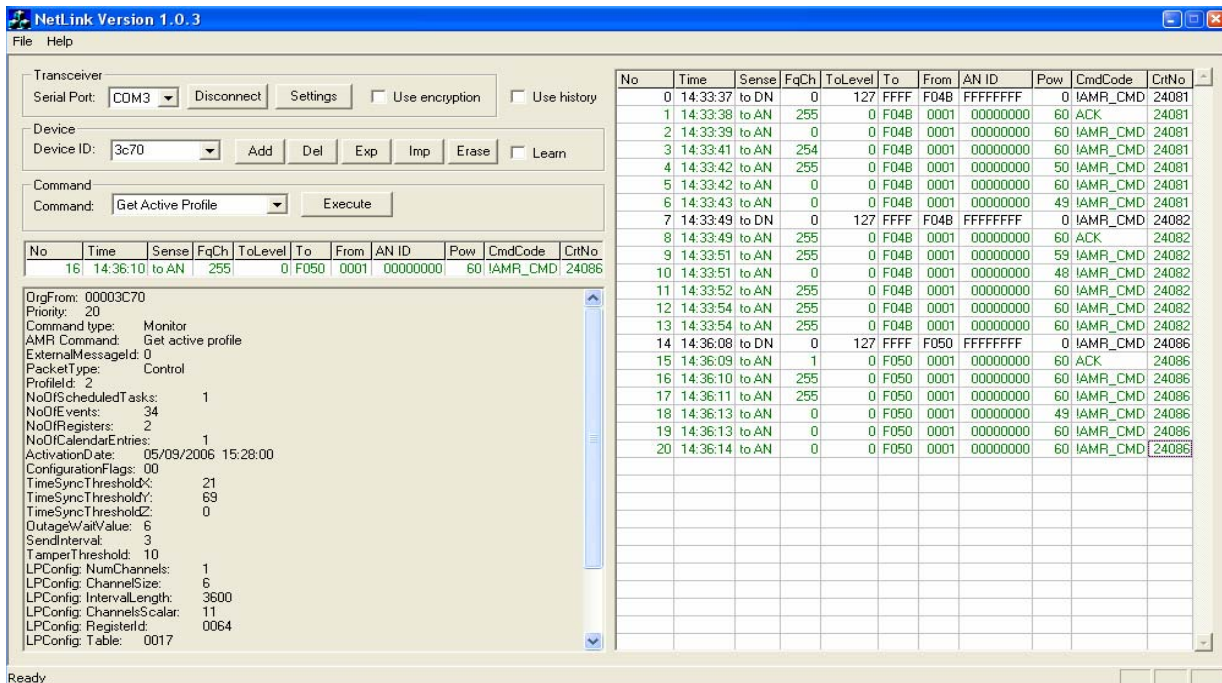 NetLink Version 1.0.3
File Help
Transceiver
Serial Port: COM3 Disconnect Settings Use encryption Use history
Device
Device ID: 3c70 Add Del Exp Imp Erase Learn
Command
Command: Get Active Profile Execute
No Time Sense FqCh ToLevel To From AN ID Pow CmdCode CrtNo
16 14:36:10 to AN 255 0 F050 0001 00000000 60 !AMR_CMD 24086
OrgFrom: 00003C70
Priority: 20
Command type: Monitor
AMR Command: Get active profile
ExternalMessageId: 0
PacketType: Control
ProfileId: 2
NoOfScheduledTasks: 1
NoOfEvents: 34
NoOfRegisters: 2
NoOfCalendarEntries: 1
ActivationDate: 05/09/2006 15:28:00
ConfigurationFlags: 00
TimeSyncThresholdX: 21
TimeSyncThresholdY: 69
TimeSyncThresholdZ: 0
OutageWaitValue: 6
SendInterval: 3
TamperThreshold: 10
LPConfig: NumChannels: 1
LPConfig: ChannelSize: 6
LPConfig: IntervalLength: 3600
LPConfig: ChannelsScalar: 11
LPConfig: RegisterId: 0064
LPConfig: Table: 0017
No Time Sense FqCh ToLevel To From AN ID Pow CmdCode CrtNo
0 14:33:37 to DN 0 127 FFFF F04B FFFFFFFF 0 !AMR_CMD 24081
1 14:33:38 to AN 255 0 F04B 0001 00000000 60 ACK 24081
2 14:33:39 to AN 0 0 F04B 0001 00000000 60 !AMR_CMD 24081
3 14:33:41 to AN 254 0 F04B 0001 00000000 60 !AMR_CMD 24081
4 14:33:42 to AN 255 0 F04B 0001 00000000 50 !AMR_CMD 24081
5 14:33:42 to AN 0 0 F04B 0001 00000000 60 !AMR_CMD 24081
6 14:33:43 to AN 0 0 F04B 0001 00000000 49 !AMR_CMD 24081
7 14:33:49 to DN 0 127 FFFF F04B FFFFFFFF 0 !AMR_CMD 24082
8 14:33:49 to AN 255 0 F04B 0001 00000000 60 ACK 24082
9 14:33:51 to AN 255 0 F04B 0001 00000000 59 !AMR_CMD 24082
10 14:33:51 to AN 0 0 F04B 0001 00000000 48 !AMR_CMD 24082
11 14:33:52 to AN 255 0 F04B 0001 00000000 60 !AMR_CMD 24082
12 14:33:54 to AN 255 0 F04B 0001 00000000 60 !AMR_CMD 24082
13 14:33:54 to AN 255 0 F04B 0001 00000000 60 !AMR_CMD 24082
14 14:36:08 to DN 0 127 FFFF F050 FFFFFFFF 0 !AMR_CMD 24086
15 14:36:09 to AN 1 0 F050 0001 00000000 60 ACK 24086
16 14:36:10 to AN 255 0 F050 0001 00000000 60 !AMR_CMD 24086
17 14:36:11 to AN 255 0 F050 0001 00000000 60 !AMR_CMD 24086
18 14:36:13 to AN 0 0 F050 0001 00000000 49 !AMR_CMD 24086
19 14:36:13 to AN 0 0 F050 0001 00000000 60 !AMR_CMD 24086
20 14:36:14 to AN 0 0 F050 0001 00000000 60 !AMR_CMD 24086
Ready